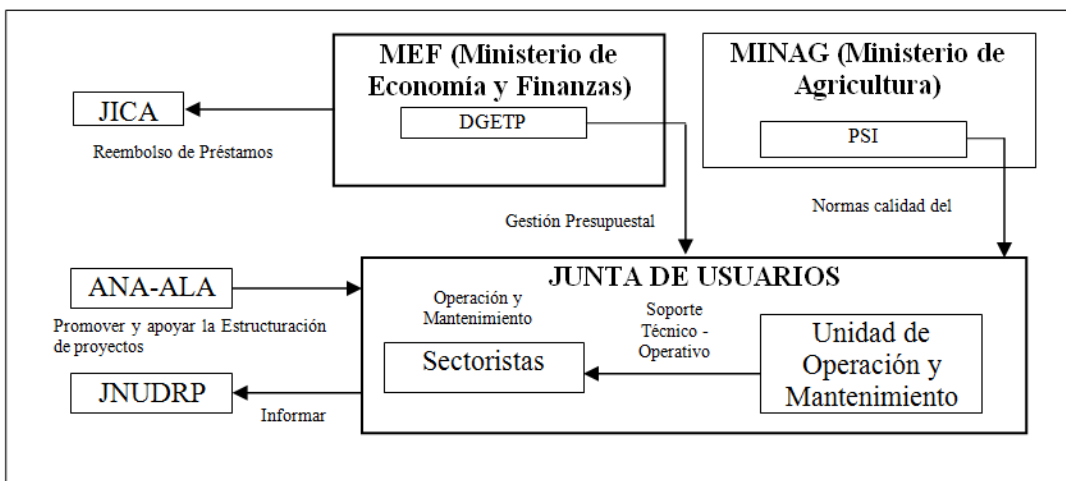 MEF (Ministerio de
Economía y Finanzas)
DGETP
MINAG (Ministerio de
Agricultura)
PSI
JICA
Reembolso de Préstamos
Gestión Presupuestal
Normas calidad del
ANA-ALA
Promover y apoyar la Estructuración
de proyectos
JNUDRP
Informar
JUNTA DE USUARIOS
Operación y
Mantenimiento
Sectoristas
Soporte
Técnico -
Operativo
Unidad de
Operación y
Mantenimiento